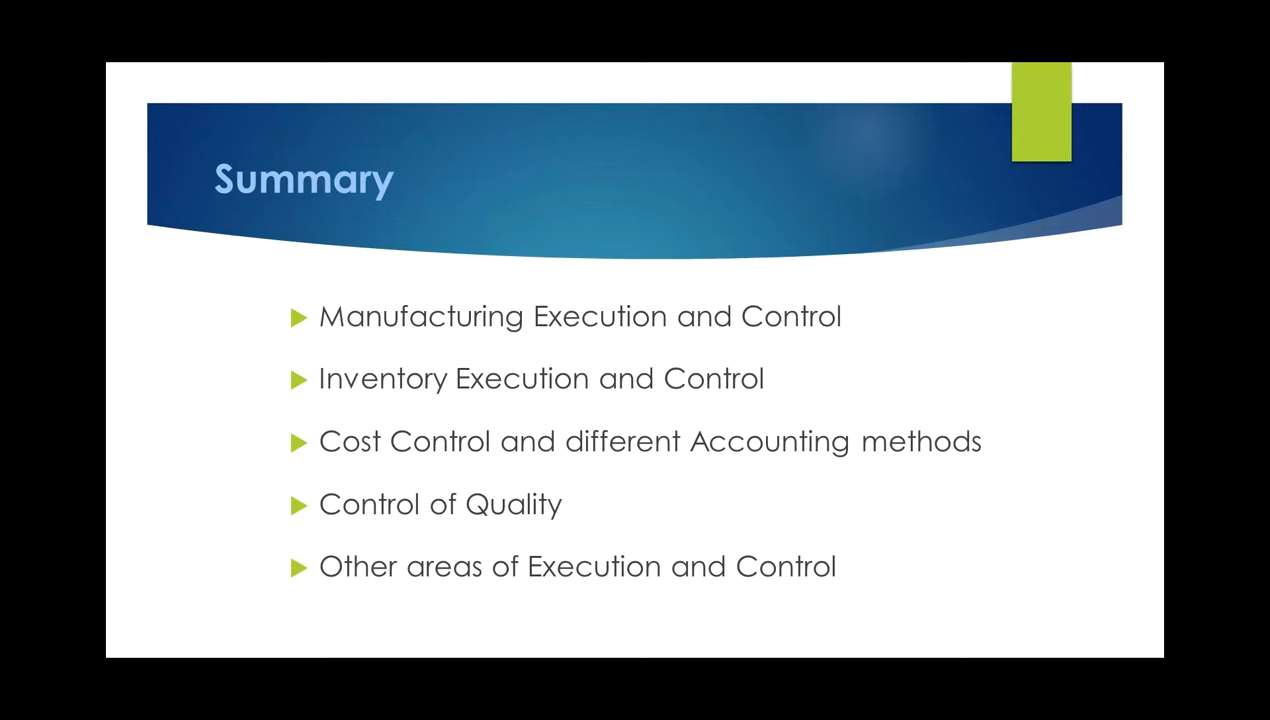 Summary
Manufacturing Execution and Control
Inventory Execution and Control
Cost Control and different Accounting methods
Control of Quality
Other areas of Execution and Control